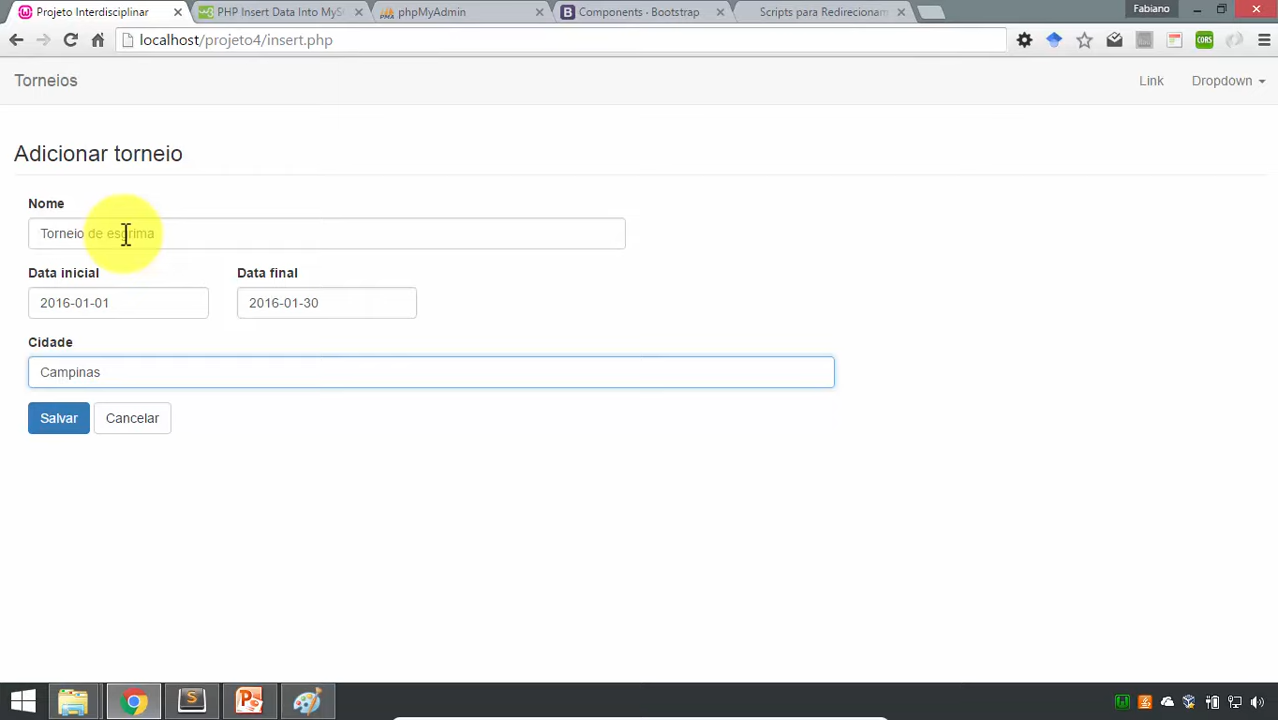 Projeto Interdisciplinar
PHP Insert Data Into MyS
phpMyAdmin
Components · Bootstrap
Scripts para Redirecionam
Fabiano
localhost/projeto4/insert.php
CORS
Torneios
Link
Dropdown
Adicionar torneio
Nome
Torneio de esgrima
Data inicial
Data final
2016-01-01
2016-01-30
Cidade
Campinas
Salvar
Cancelar